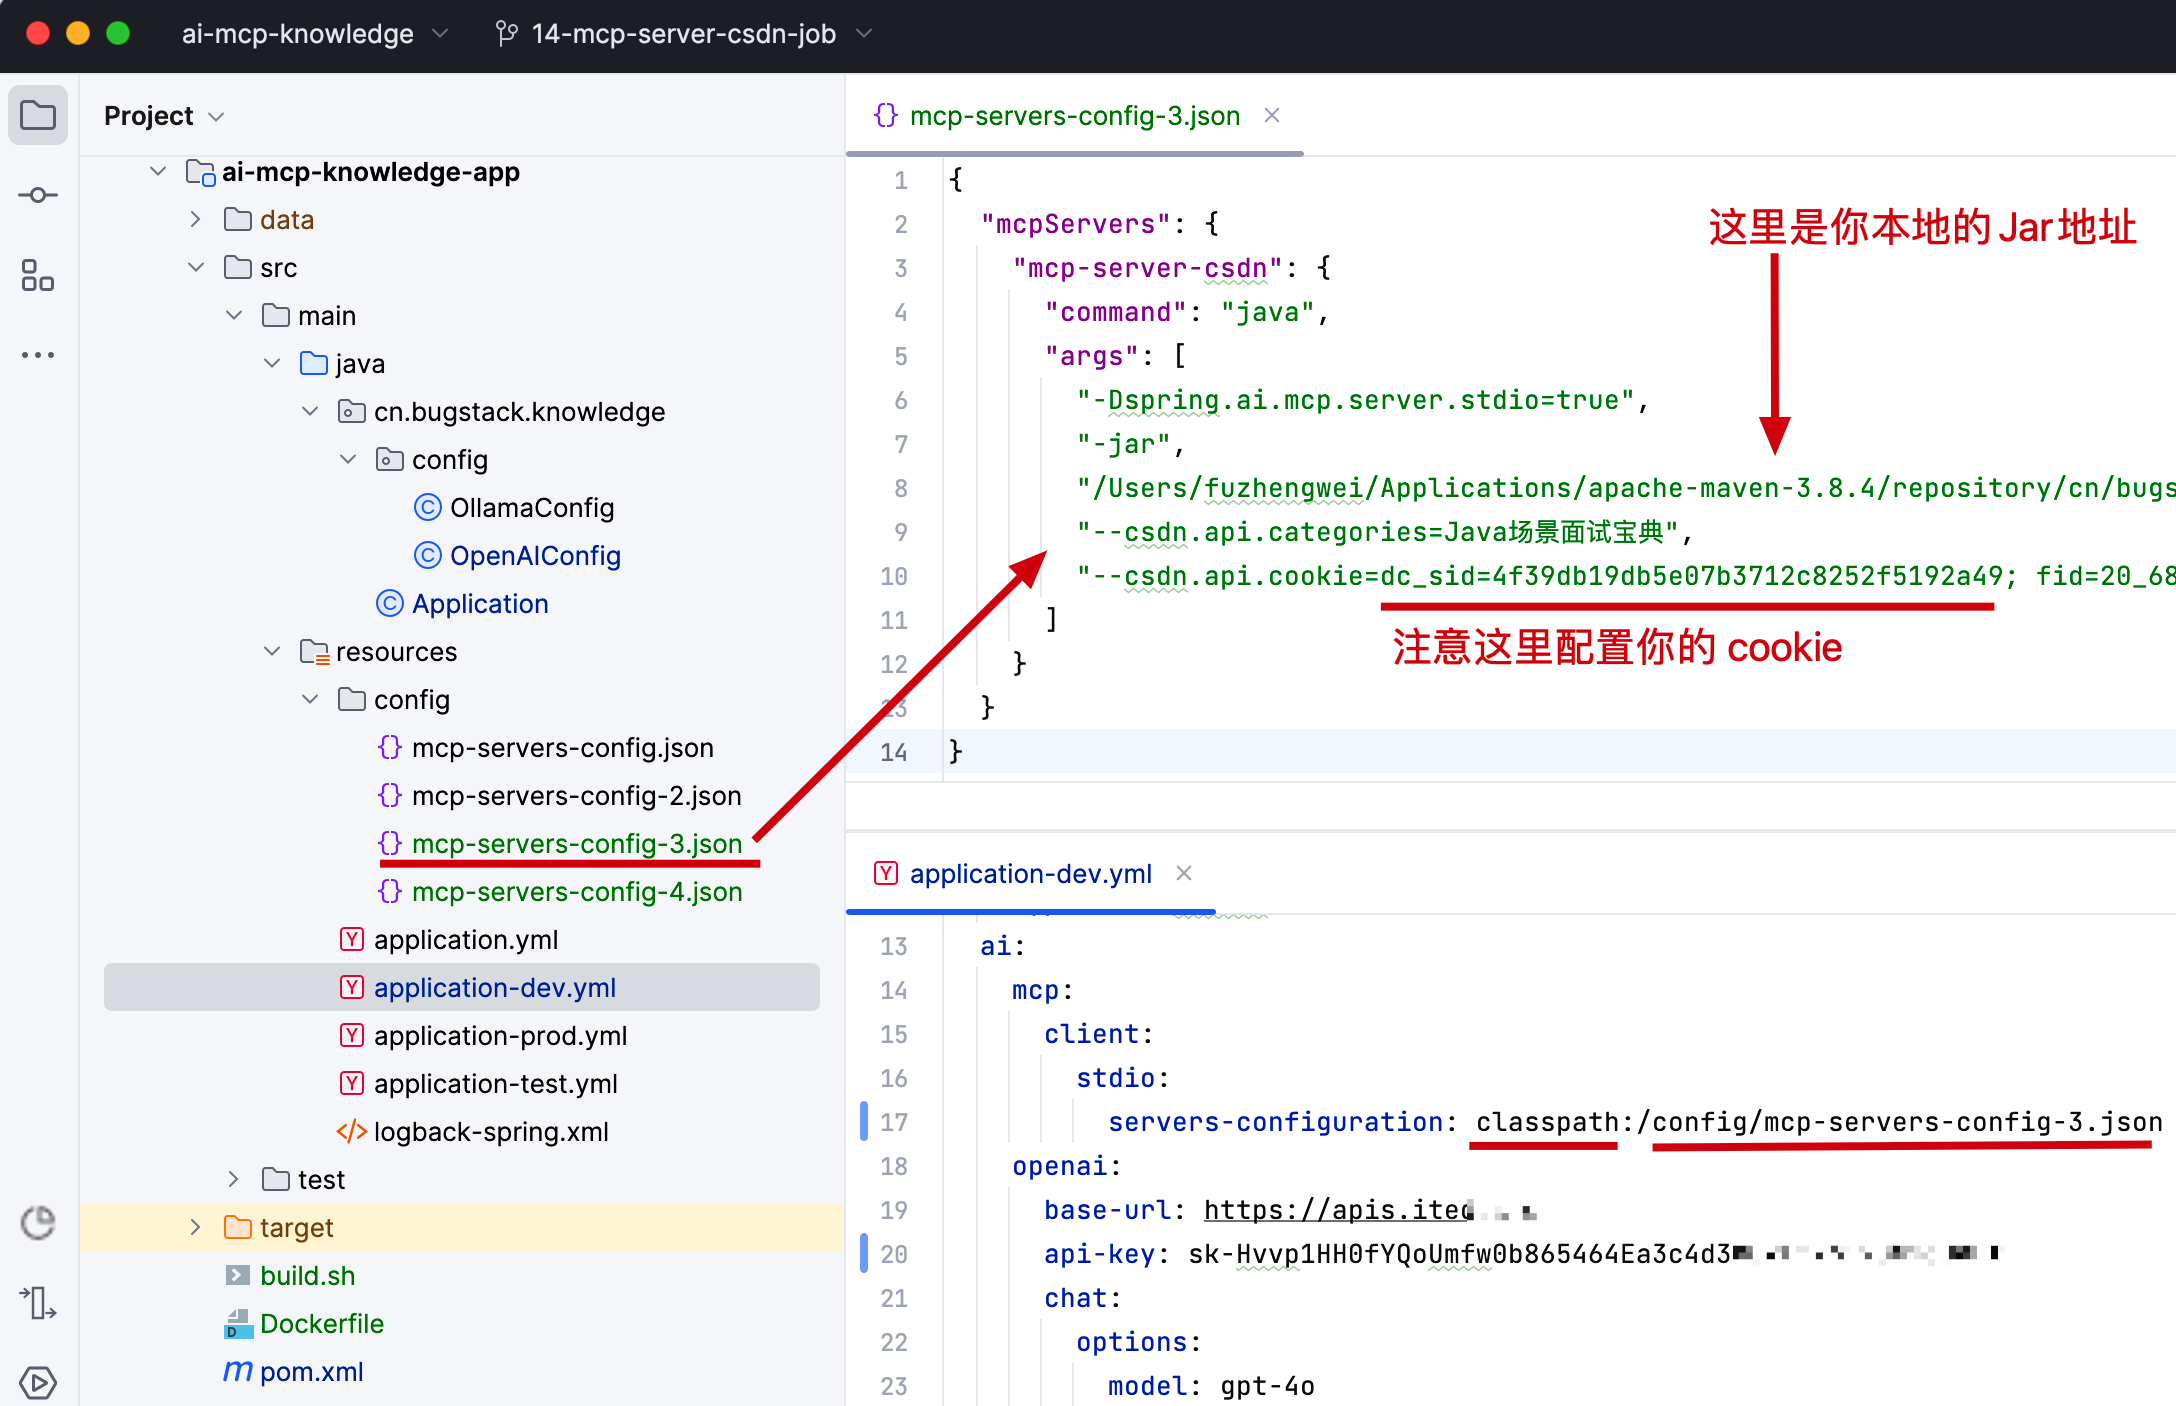 ai-mcp-knowledge
14-mcp-server-csdn-job
Project
ai-mcp-knowledge-app
data
src
main
java
cn.bugstack.knowledge
config
OllamaConfig
OpenAIConfig
Application
resources
config
mcp-servers-config.json
mcp-servers-config-2.json
mcp-servers-config-3.json
mcp-servers-config-4.json
application.yml
application-dev.yml
application-prod.yml
application-test.yml
logback-spring.xml
test
target
build.sh
Dockerfile
pom.xml
mcp-servers-config-3.json
1 {
2 "mcpServers": {
3 "mcp-server-csdn": {
4 "command": "java",
5 "args": [
6 "-Dspring.ai.mcp.server.stdio=true",
7 "-jar",
8 "/Users/fuzhengwei/Applications/apache-maven-3.8.4/repository/cn/bugs
9 "--csdn.api.categories=Java场景面试宝典",
10 "--csdn.api.cookie=dc_sid=4f39db19db5e07b3712c8252f5192a49; fid=20_68
11 ]
12 }
13 }
14 }
这里是你本地的 Jar 地址
注意这里配置你的 cookie
application-dev.yml
13 ai:
14 mcp:
15 client:
16 stdio:
17 servers-configuration: classpath:/config/mcp-servers-config-3.json
18 openai:
19 base-url: https://apis.ite
20 api-key: sk-Hvvp1HH0fYQoUmfw0b865464Ea3c4d3
21 chat:
22 options:
23 model: gpt-4o